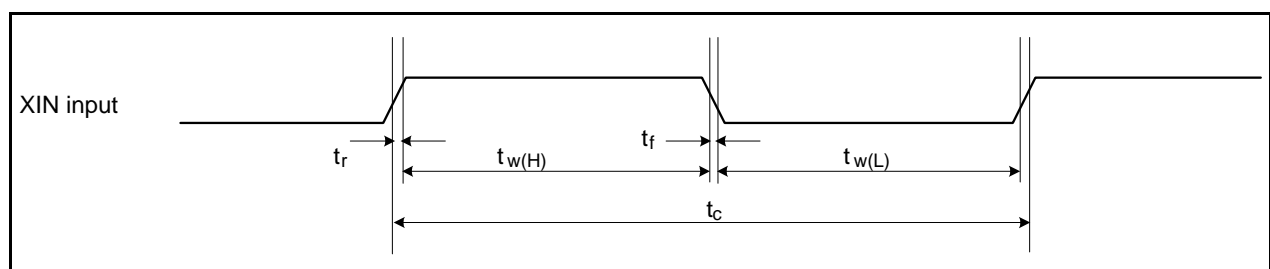 XIN input
tr
tw(H)
tf
tw(L)
tc